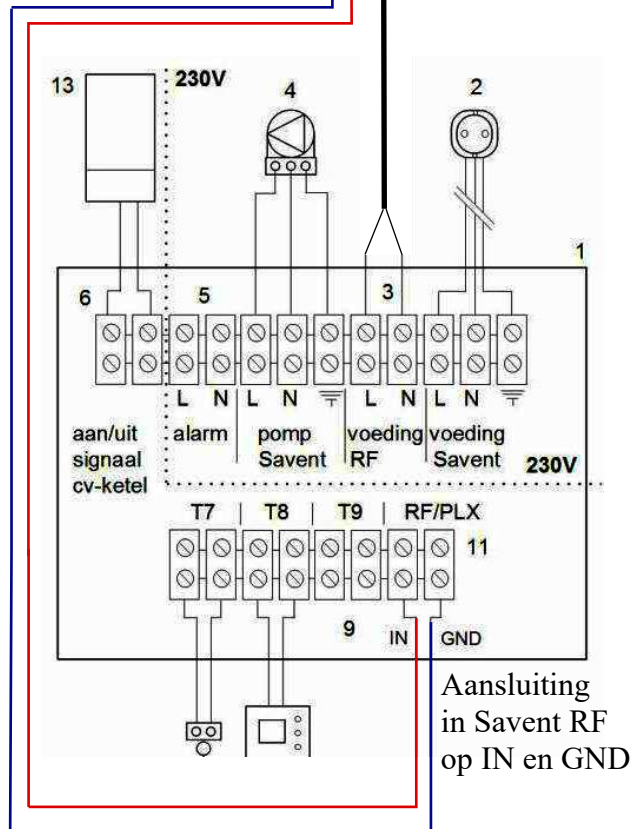 13
230V
4
2
1
6
5
3
L N L N L N L N
aan/uit signaal cv-ketel
alarm
pomp Savent
voeding RF
voeding Savent
230V
T7 T8 T9 RF/PLX
11
9
IN GND
Aansluiting
in Savent RF
op IN en GND